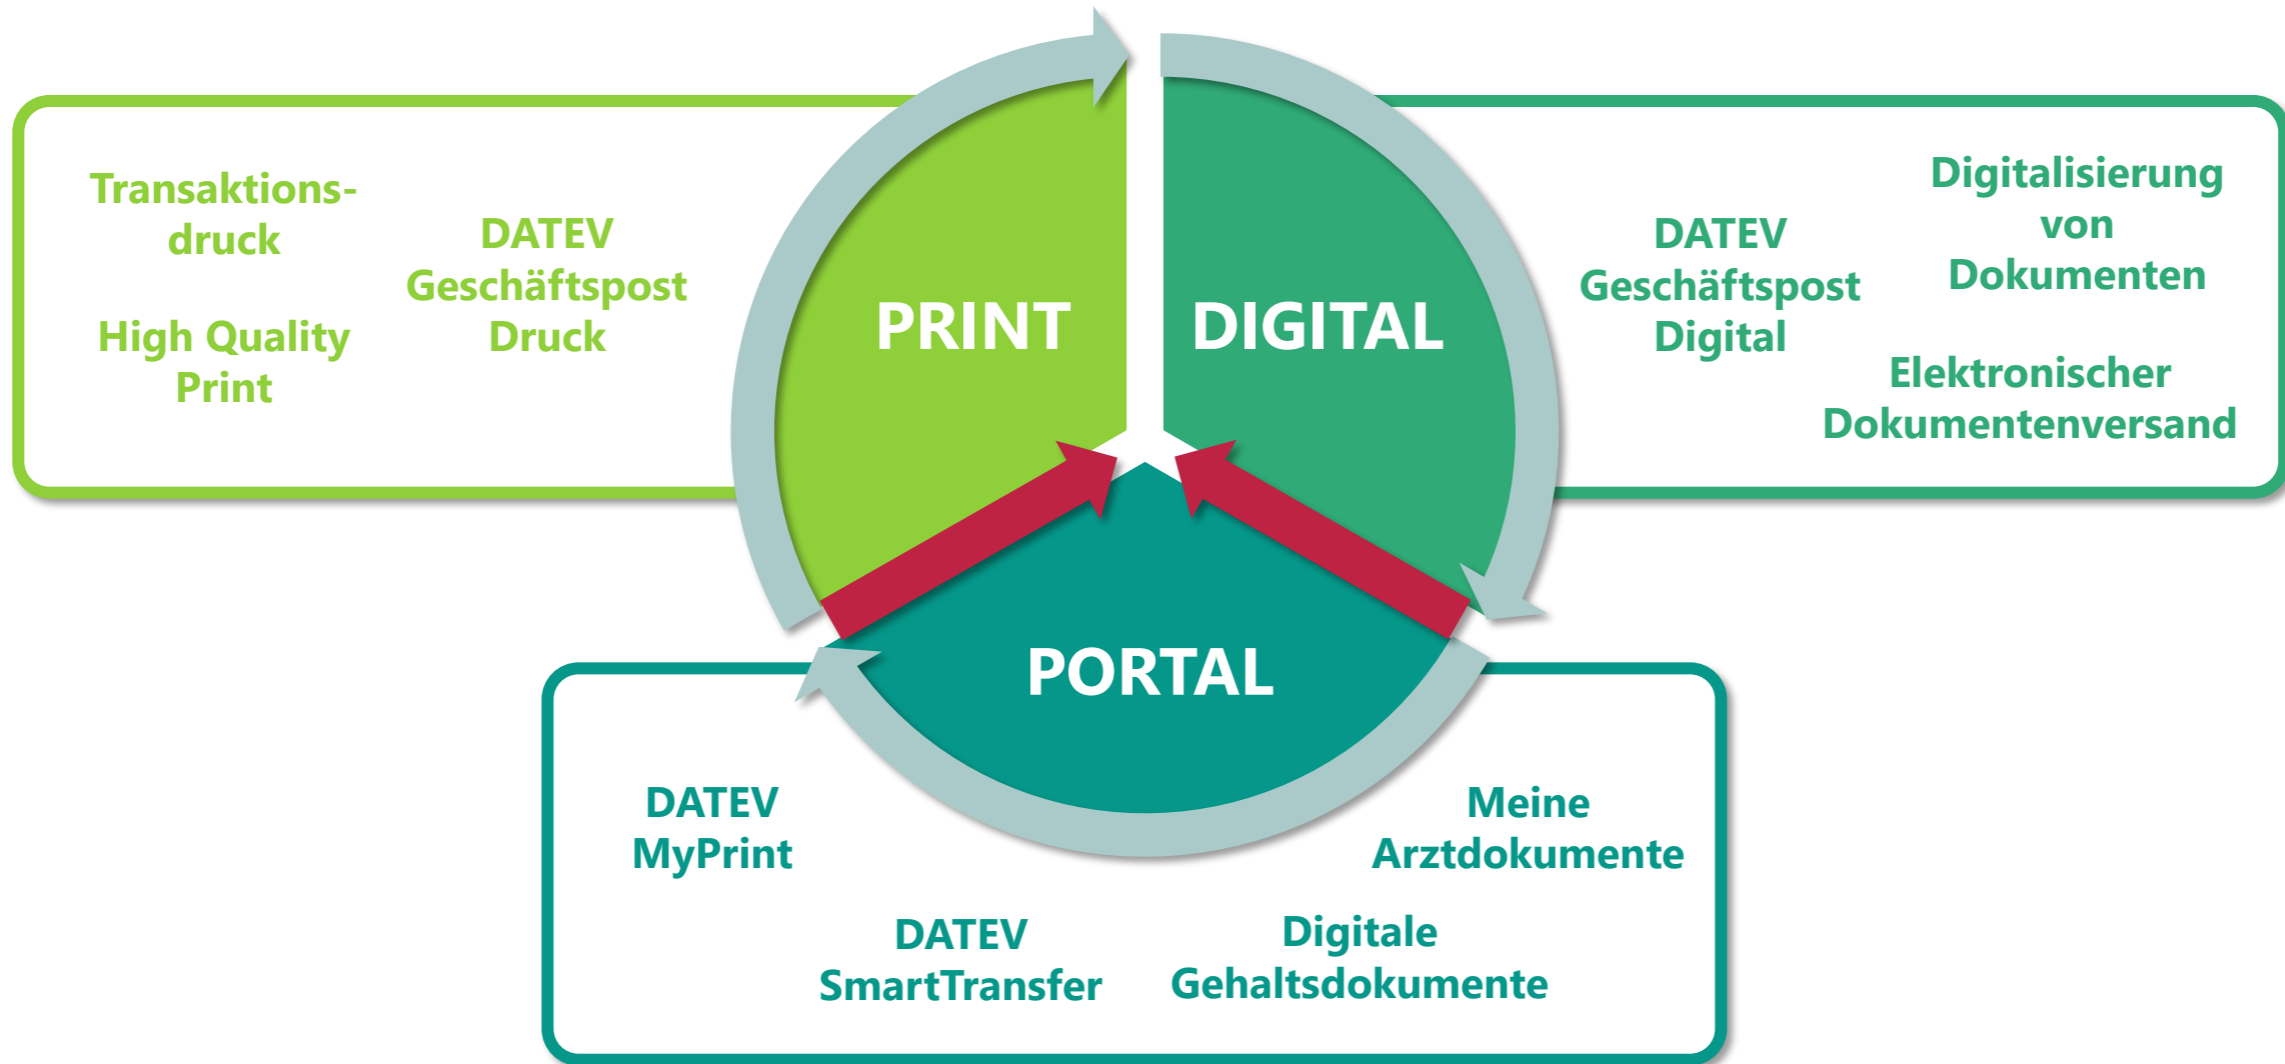 Transaktions-
druck
High Quality
Print
DATEV
Geschäftspost
Druck
PRINT
DIGITAL
DATEV
Geschäftspost
Digital
Digitalisierung
von
Dokumenten
Elektronischer
Dokumentenversand
PORTAL
DATEV
MyPrint
DATEV
SmartTransfer
Digitale
Gehaltsdokumente
Meine
Arztdokumente